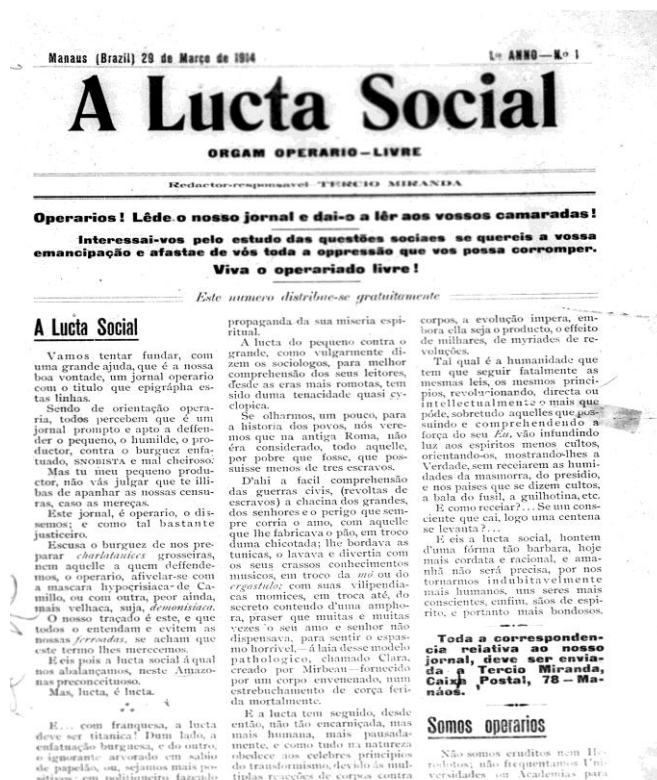 Manaus (Brazil) 29 de Março de 1914
1.º ANNO—N.º 1
A Lucta Social
ORGAM OPERARIO—LIVRE
Redactor-responsavel TERCIO MIRANDA
Operarios! Lêde o nosso jornal e dai-o a lêr aos vossos camaradas!
Interessai-vos pelo estudo das questões sociaes se quereis a vossa
emancipação e afastae de vós toda a oppressão que vos possa corromper.
Viva o operariado livre!
Este numero distribue-se gratuitamente
A Lucta Social
Vamos tentar fundar, com
uma grande ajuda, que é a nossa
boa vontade, um jornal operario
com o titulo que epigrápha es-
tas linhas.
Sendo de orientação opera-
ria, todos percebem que é um
jornal prompto e apto a deffen-
der o pequeno, o humilde, o pro-
ductor, contra o burguez enfa-
tuado, SNOBISTA e mal cheiroso.
Mas tu meu pequeno produ-
ctor, não vás julgar que te illi-
bas de apanhar as nossas censu-
ras, caso as mereças.
Este jornal, é operario, o dis-
semos; e como tal bastante
justiceiro.
Escusa o burguez de nos pre-
parar charlatanices grosseiras,
nem aquelle a quem deffende-
mos, o operario, afivelar-se com
a mascara hypocrisiaca de Ca-
millo, ou com outra, peor ainda,
mais velhaca, suja, demonisiaca.
O nosso traçado é este, e que
todos o entendam e evitem as
nossas ferroadas, se acham que
este termo lhes merecemos.
E eis pois a lucta social á qual
nos abalançamos, neste Amazo-
nas preconceituoso.
Mas, lucta, é lucta.
E... com franquesa, a lucta
deve ser titanica! Dum lado, a
enfatuação burguesa, e do outro,
o ignorante arvorado em sabio
de papelão, ou, sejamos mais po-
sitivos: em politiqueiro fazendo
propaganda da sua miseria espi-
ritual.
A lucta do pequeno contra o
grande, como vulgarmente di-
zem os sociologos, para melhor
comprehensão dos seus leitores,
desde as eras mais romotas, tem
sido duma tenacidade quasi cy-
clopica.
Se olharmos, um pouco, para
a historia dos povos, nós vere-
mos que na antiga Roma, não
éra considerado, todo aquelle,
por pobre que fosse, que pos-
suisse menos de tres escravos.
D'ahi a facil comprehensão
das guerras civis, (revoltas de
escravos) a chacina dos grandes,
dos senhores e o perigo que sem-
pre corria o amo, com aquelle
que lhe fabricava o pão, em troco
duma chicotada; lhe bordava as
tunicas, o lavava e divertia com
os seus crassos conhecimentos
musicos, em troco da mó ou do
ergastulo; com suas vilipendia-
cas momices, em troca até, do
secreto conteudo d'uma ampho-
ra, praser que muitas e muitas
vezes o seu amo e senhor não
dispensava, para sentir o espas-
mo horrivel.—á laia desse modelo
pathologico, chamado Clara,
creado por Mirbeau—fornecido
por um corpo envenenado, num
estrebuchamento de corça feri-
da mortalmente.
E a lucta tem seguido, desde
então, não tão encarniçada, mas
mais humana, mais pausada-
mente, e como tudo na natureza
obedece aos celebres principios
do transformismo, devido ás mul-
tiplas reacções de corpos contra
corpos, a evolução impera, em-
bora ella seja o producto, o effeito
de milhares, de myriades de re-
voluções.
Tal qual é a humanidade que
tem que seguir fatalmente as
mesmas leis, os mesmos princi-
pios, revolucionando, directa ou
intellectualmente o mais que
póde, sobretudo aquelles que pos-
suindo e comprehendendo a
força do seu Eu, vão infundindo
luz aos espiritos menos cultos,
orientando-os, mostrando-lhes a
Verdade, sem receiarem as humi-
dades da masmorra, do presidio,
e nos paises que se dizem cultos,
a bala do fusil, a guilhotina, etc.
E como receiar?... Se um cons-
ciente que cai, logo uma centena
se levanta?...
E eis a lucta social, hontem
d'uma fórma tão barbara, hoje
mais cordata e racional, e ama-
nhã não será precisa, por nos
tornarmos indubitavelmente
mais humanos, uns seres mais
conscientes, emfim, sãos de espi-
rito, e portanto mais bondosos.
Toda a corresponden-
cia relativa ao nosso
jornal, deve ser envia-
da a Tercio Miranda,
Caixa Postal, 78—Ma-
náos.
Somos operarios
Não somos eruditos nem He-
rodotos; não frequentamos Uni-
versidades ou Academias para